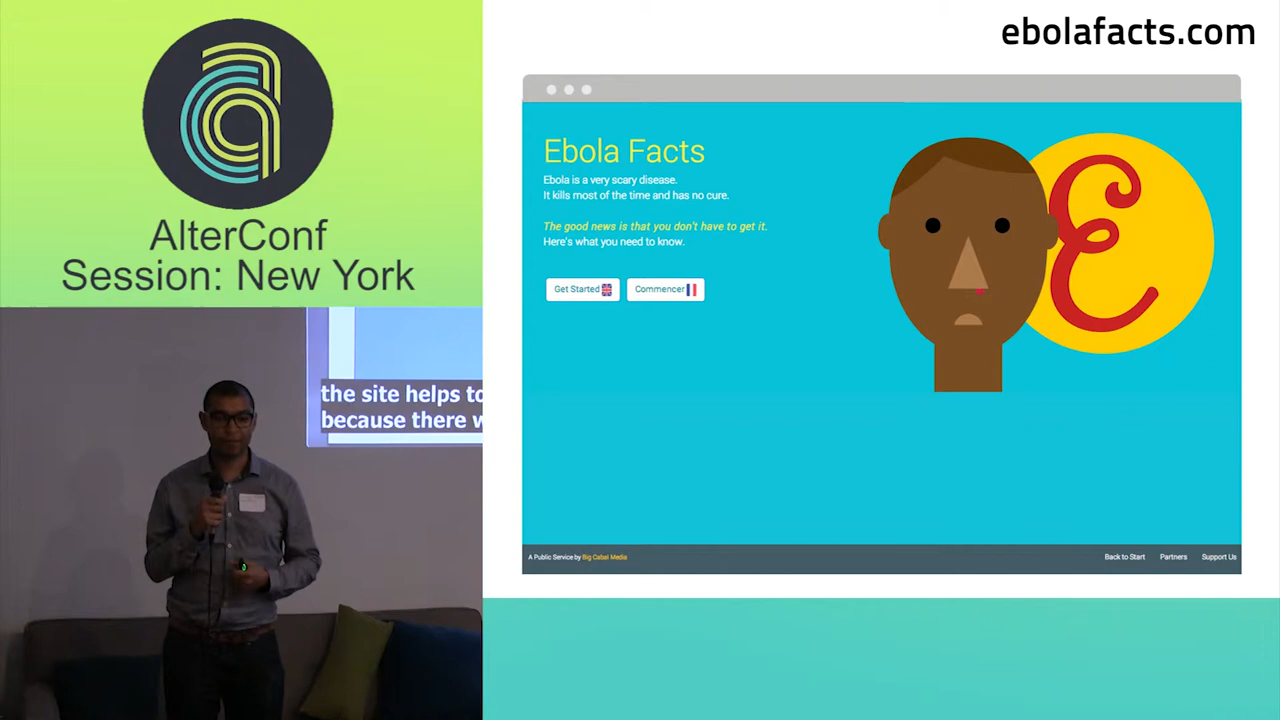 AlterConf
Session: New York
the site helps to
because there w
ebolafacts.com
Ebola Facts
Ebola is a very scary disease.
It kills most of the time and has no cure.
The good news is that you don't have to get it.
Here's what you need to know.
Get Started Commencer
E
A Public Service by Big Cabal Media Back to Start Partners Support Us